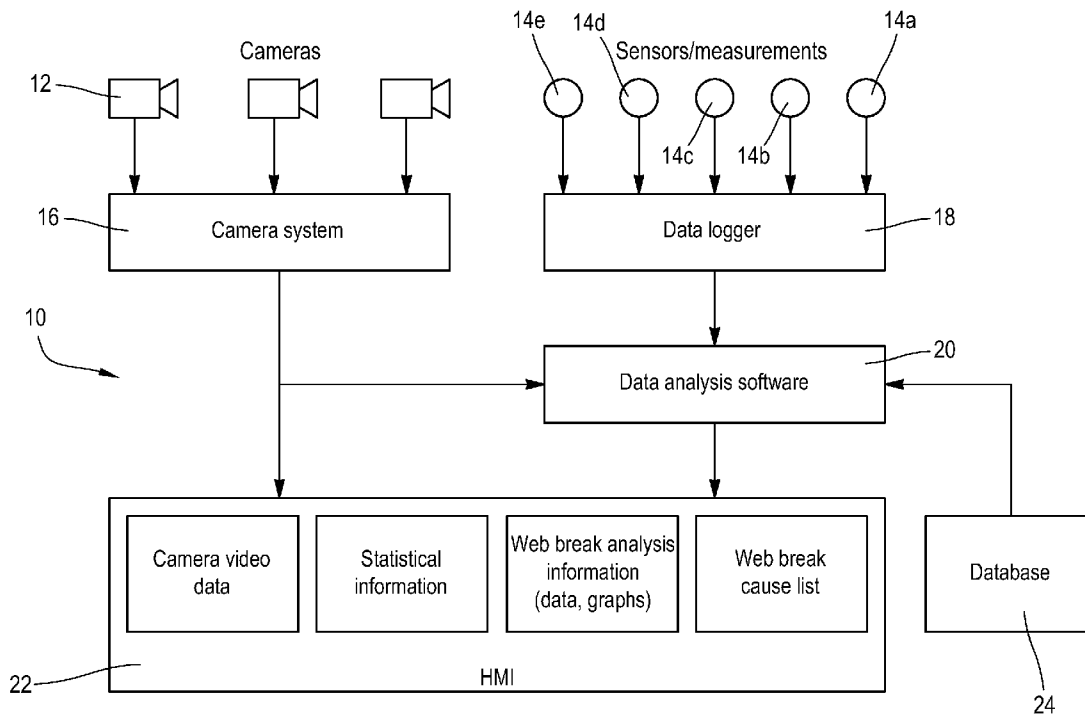 14e
14d
14a
Cameras
Sensors/measurements
12
14c
14b
16
Camera system
Data logger
18
10
20
Data analysis software
Camera video
data
Statistical
information
Web break analysis
information
(data, graphs)
Web break
cause list
Database
22
HMI
24